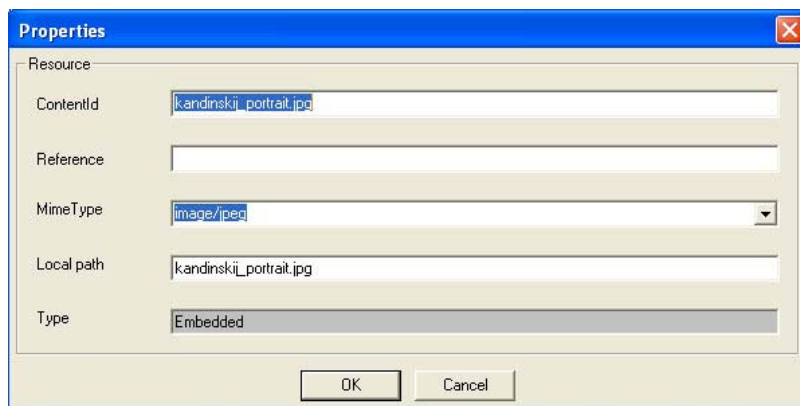 Properties
Resource
ContentId kandinskij_portrait.jpg
Reference
MimeType image/jpeg
Local path kandinskij_portrait.jpg
Type Embedded
OK Cancel